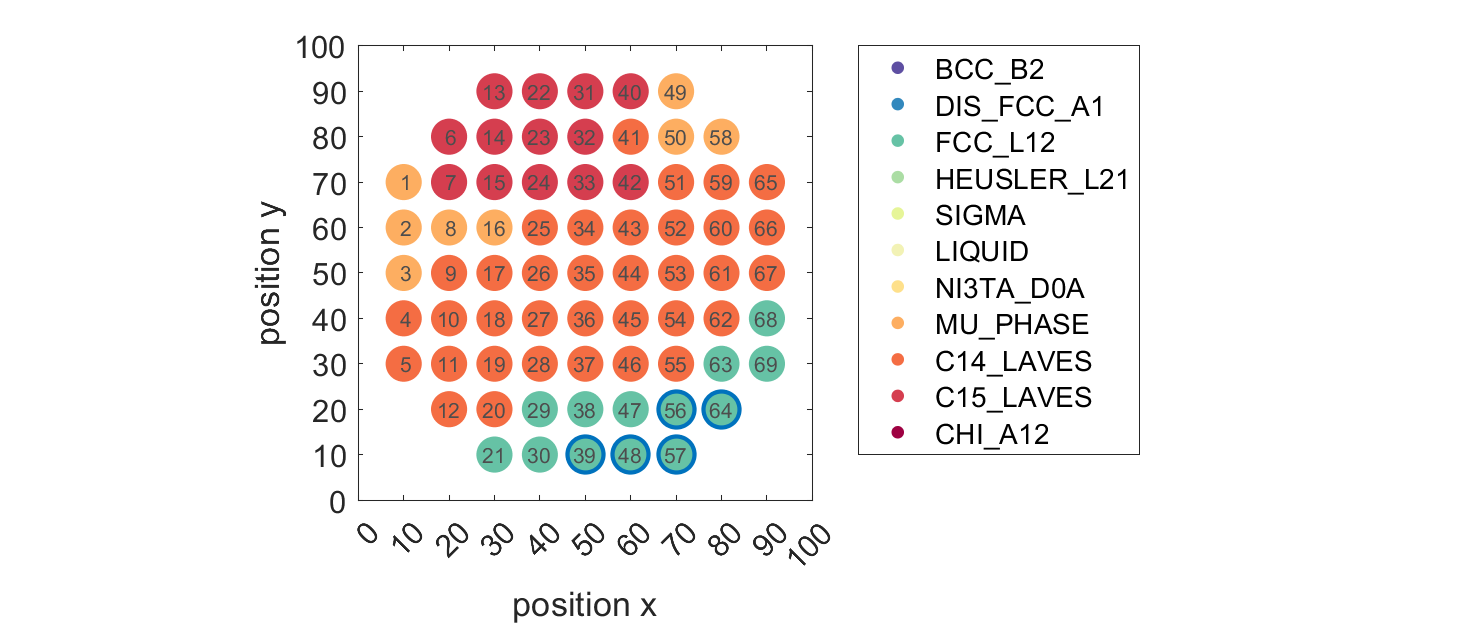 100
90
80
70
60
50
40
30
20
10
0
position y
13 22 31 40 49
6 14 23 32 41 50 58
1 7 15 24 33 42 51 59 65
2 8 16 25 34 43 52 60 66
3 9 17 26 35 44 53 61 67
4 10 18 27 36 45 54 62 68
5 11 19 28 37 46 55 63 69
12 20 29 38 47 56 64
21 30 39 48 57
0 10 20 30 40 50 60 70 80 90 100
position x
BCC_B2
DIS_FCC_A1
FCC_L12
HEUSLER_L21
SIGMA
LIQUID
NI3TA_D0A
MU_PHASE
C14_LAVES
C15_LAVES
CHI_A12